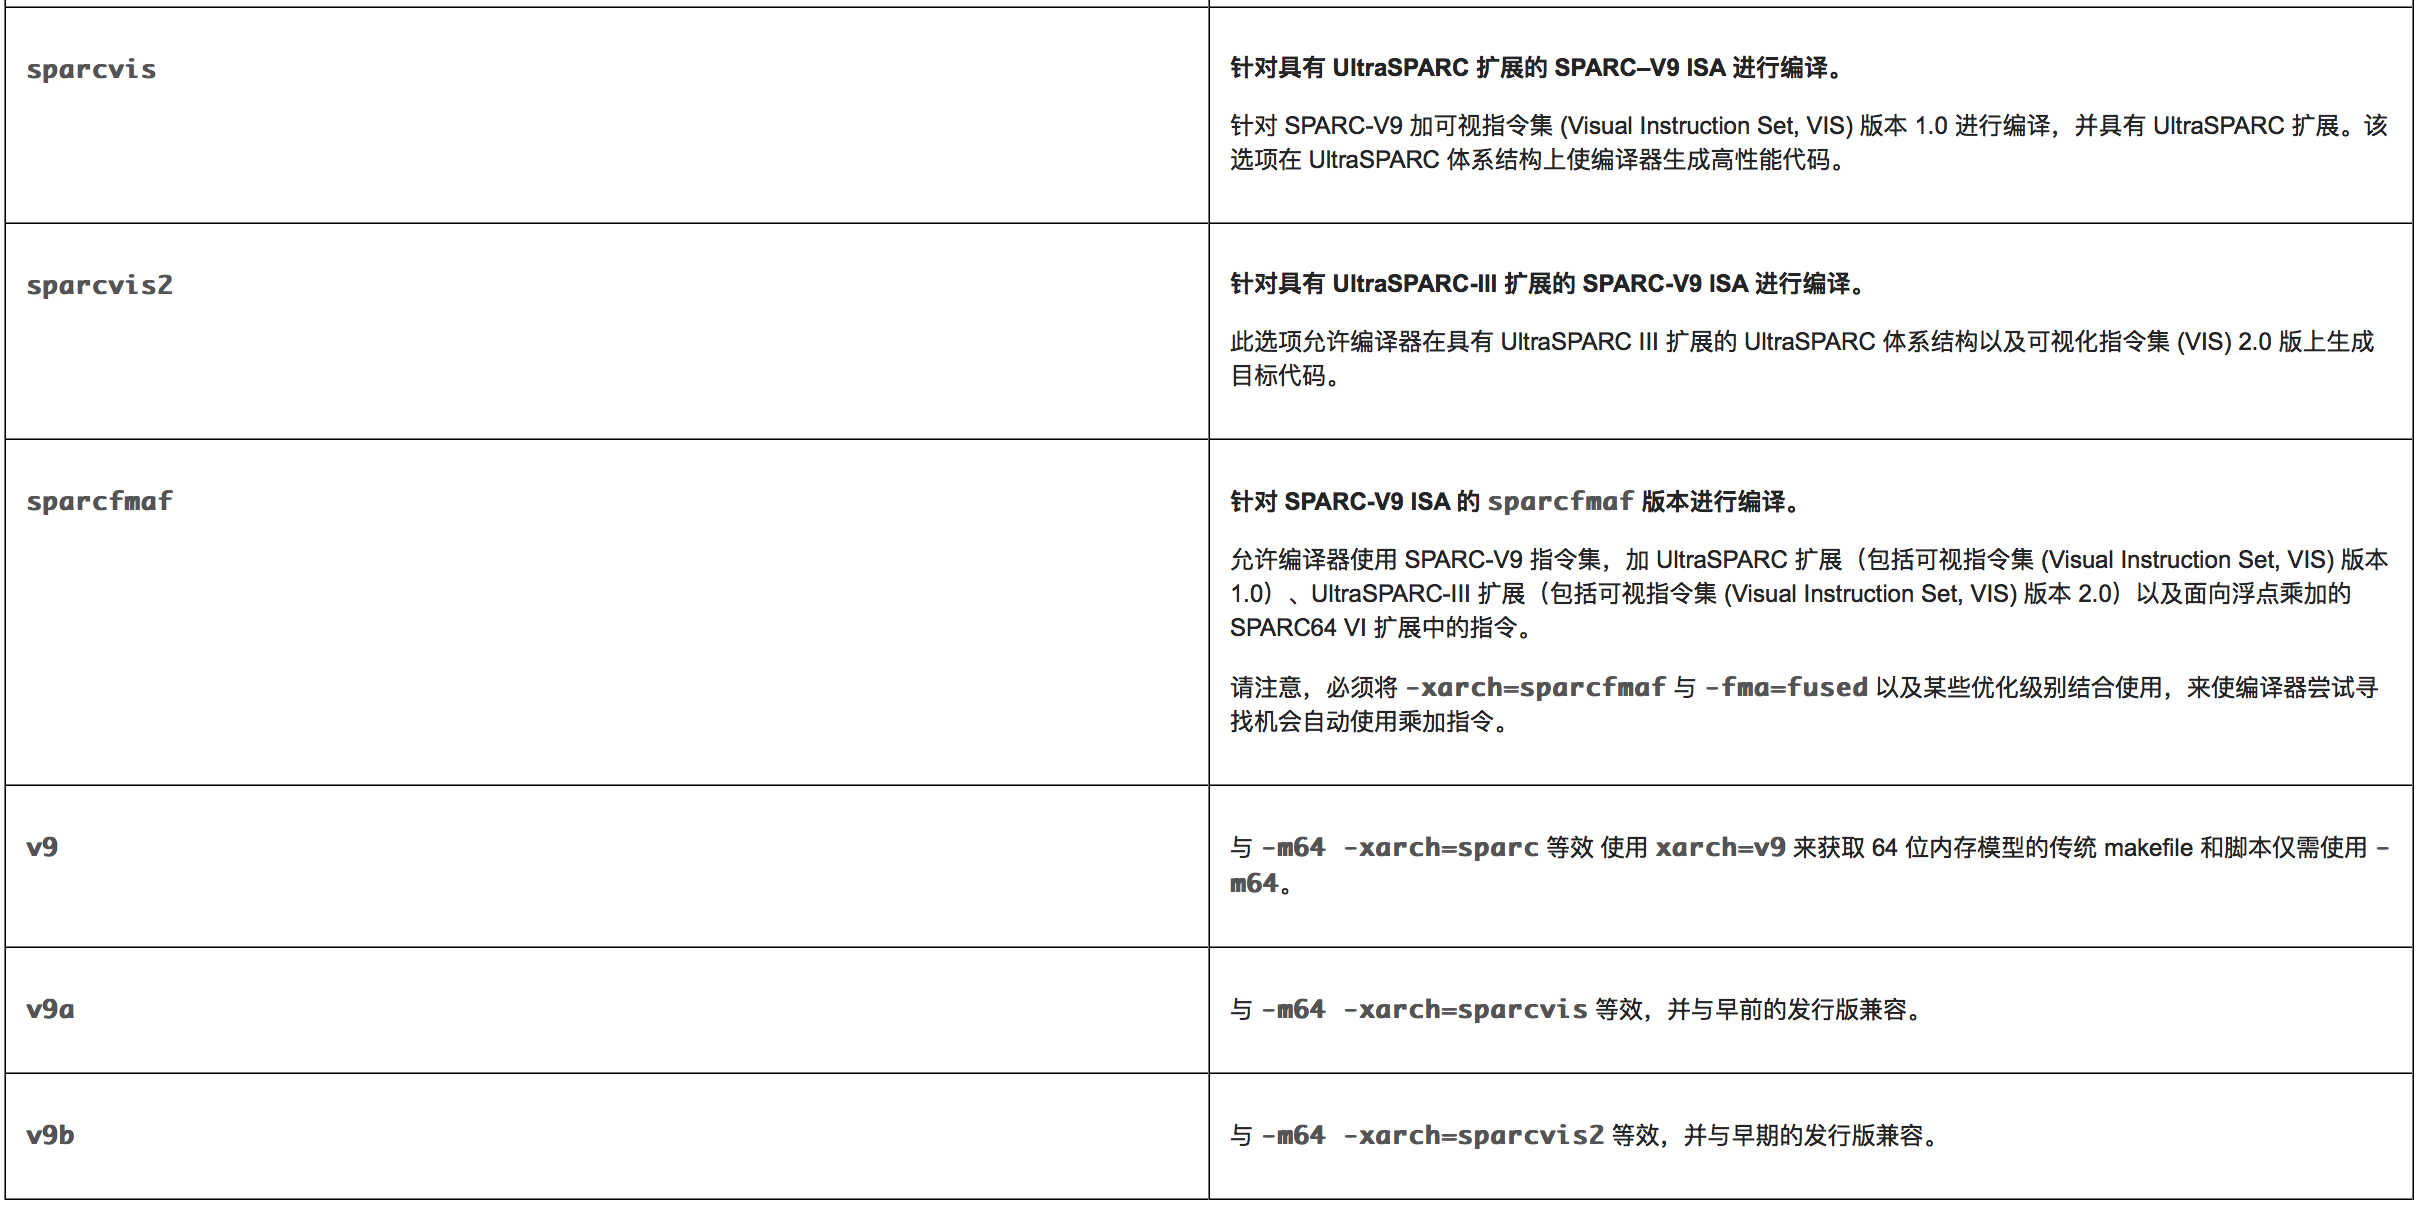 sparcvis
针对具有 UltraSPARC 扩展的 SPARC–V9 ISA 进行编译。
针对 SPARC-V9 加可视指令集 (Visual Instruction Set, VIS) 版本 1.0 进行编译，并具有 UltraSPARC 扩展。该
选项在 UltraSPARC 体系结构上使编译器生成高性能代码。
sparcvis2
针对具有 UltraSPARC-III 扩展的 SPARC-V9 ISA 进行编译。
此选项允许编译器在具有 UltraSPARC III 扩展的 UltraSPARC 体系结构以及可视化指令集 (VIS) 2.0 版上生成
目标代码。
sparcfmaf
针对 SPARC-V9 ISA 的 sparcfmaf 版本进行编译。
允许编译器使用 SPARC-V9 指令集，加 UltraSPARC 扩展（包括可视指令集 (Visual Instruction Set, VIS) 版本
1.0）、UltraSPARC-III 扩展（包括可视指令集 (Visual Instruction Set, VIS) 版本 2.0）以及面向浮点乘加的
SPARC64 VI 扩展中的指令。
请注意，必须将 -xarch=sparcfmaf 与 -fma=fused 以及某些优化级别结合使用，来使编译器尝试寻
找机会自动使用乘加指令。
v9
与 -m64 -xarch=sparc 等效 使用 xarch=v9 来获取 64 位内存模型的传统 makefile 和脚本仅需使用 -
m64。
v9a
与 -m64 -xarch=sparcvis 等效，并与早前的发行版兼容。
v9b
与 -m64 -xarch=sparcvis2 等效，并与早期的发行版兼容。